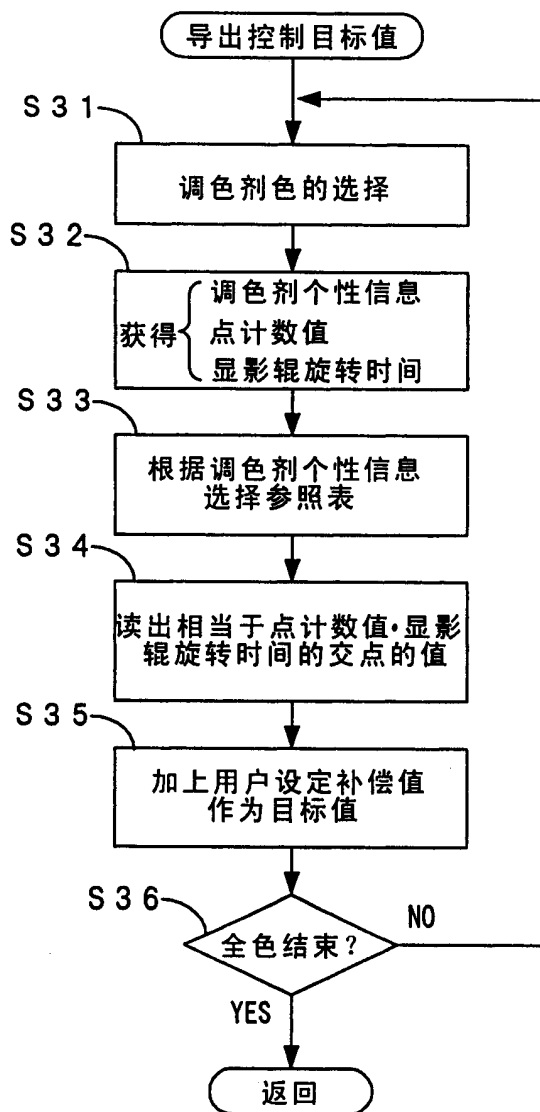 导出控制目标值
S31
调色剂色的选择
S32
获得
调色剂个性信息
点计数值
显影辊旋转时间
S33
根据调色剂个性信息
选择参照表
S34
读出相当于点计数值·显影
辊旋转时间的交点的值
S35
加上用户设定补偿值
作为目标值
S36
全色结束?
NO
YES
返回